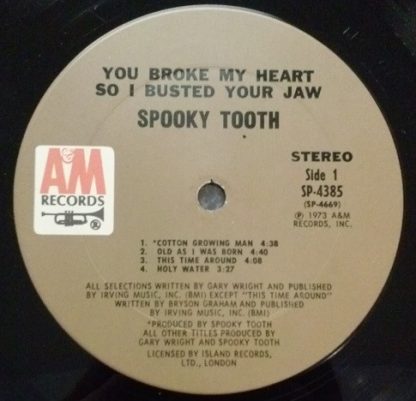 YOU BROKE MY HEART
SO I BUSTED YOUR JAW
SPOOKY TOOTH
A&M
RECORDS
®
STEREO
Side 1
SP-4385
(SP-4669)
℗ 1973 A&M
RECORDS, INC.
1. *COTTON GROWING MAN 4:38
2. OLD AS I WAS BORN 4:40
3. THIS TIME AROUND 4:08
4. HOLY WATER 3:27
ALL SELECTIONS WRITTEN BY GARY WRIGHT AND PUBLISHED
BY IRVING MUSIC, INC. (BMI) EXCEPT "THIS TIME AROUND"
WRITTEN BY BRYSON GRAHAM AND PUBLISHED
BY IRVING MUSIC, INC. (BMI)
*PRODUCED BY SPOOKY TOOTH
ALL OTHER TITLES PRODUCED BY
GARY WRIGHT AND SPOOKY TOOTH
LICENSED BY ISLAND RECORDS,
LTD., LONDON